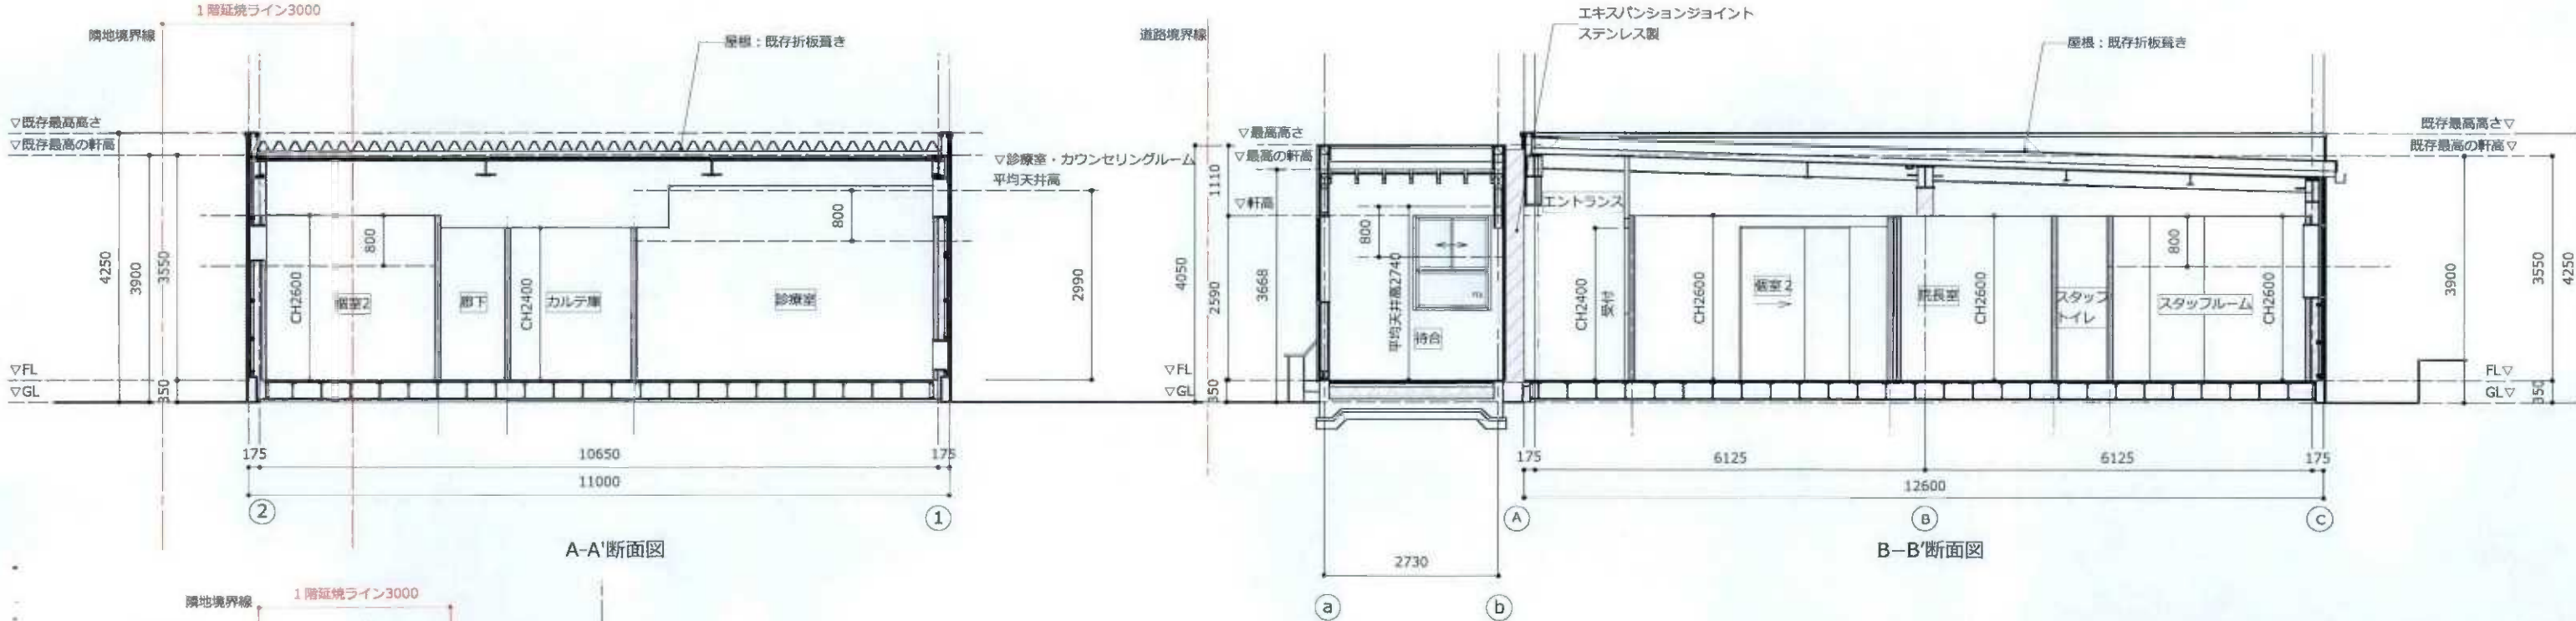 1階延焼ライン3000
隣地境界線
屋根：既存折板葺き
▽既存最高高さ
▽既存最高の軒高
▽診療室・カウンセリングルーム
平均天井高
4250
3900
3550
350
CH2600
800
個室2
廊下
CH2400
カルテ庫
800
診療室
2990
▽FL
▽GL
175
10650
175
11000
2
1
A-A'断面図
道路境界線
エキスパンションジョイント
ステンレス製
屋根：既存折板葺き
▽最高高さ
▽最高の軒高
▽軒高
1110
4050
2590
3668
350
▽FL
▽GL
800
平均天井高2740
待合
エントランス
CH2400
受付
CH2600
個室2
院長室
CH2600
スタッフ
トイレ
800
スタッフルーム
CH2600
既存最高高さ▽
既存最高の軒高▽
3900
3550
4250
350
FL▽
GL▽
175
6125
6125
175
12600
A
B
C
B-B'断面図
2730
a
b
隣地境界線
1階延焼ライン3000